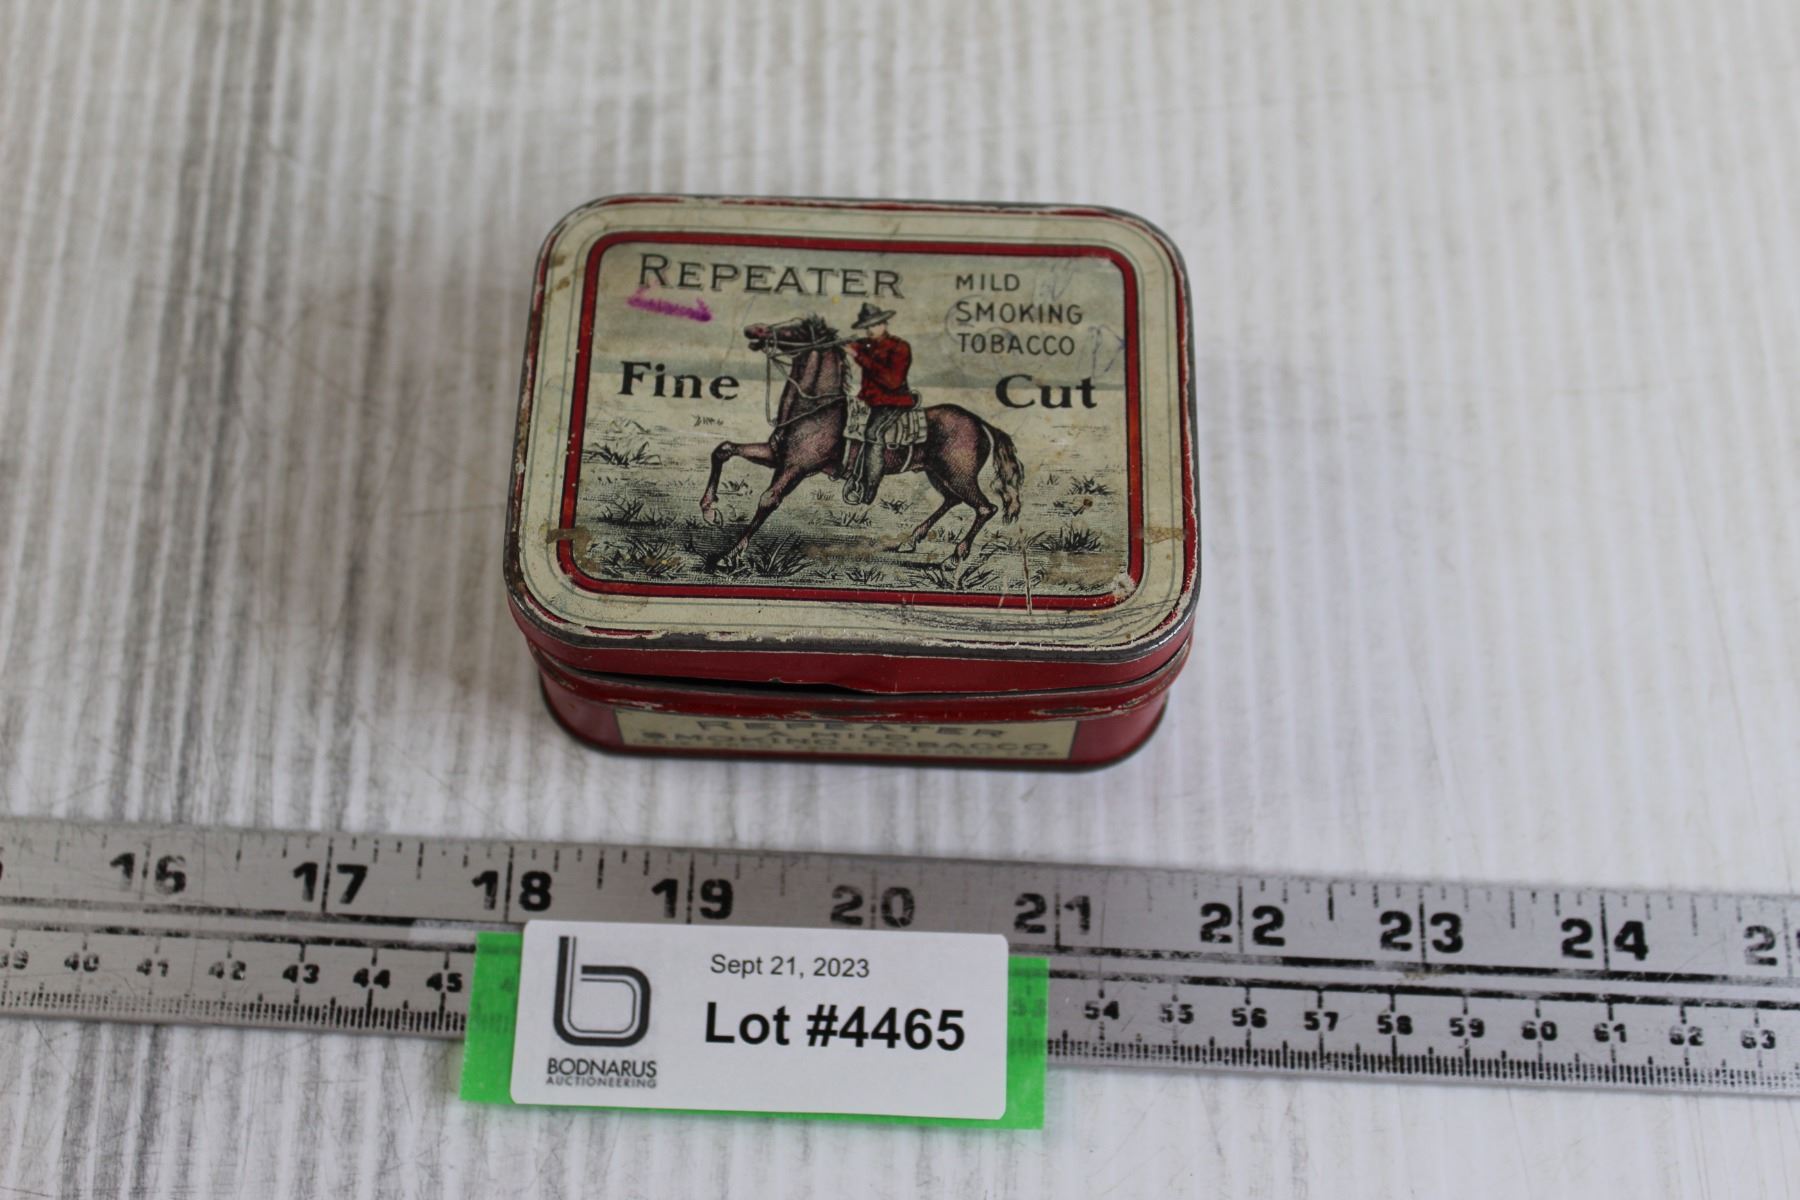 REPEATER
MILD
SMOKING
TOBACCO
Fine Cut
REPEATER
A MILD
SMOKING TOBACCO
16 17 18 19 20 21 22 23 24
39 40 41 42 43 44 45 53 54 55 56 57 58 59 60 61 62 63
Sept 21, 2023
Lot #4465
BODNARUS
AUCTIONEERING